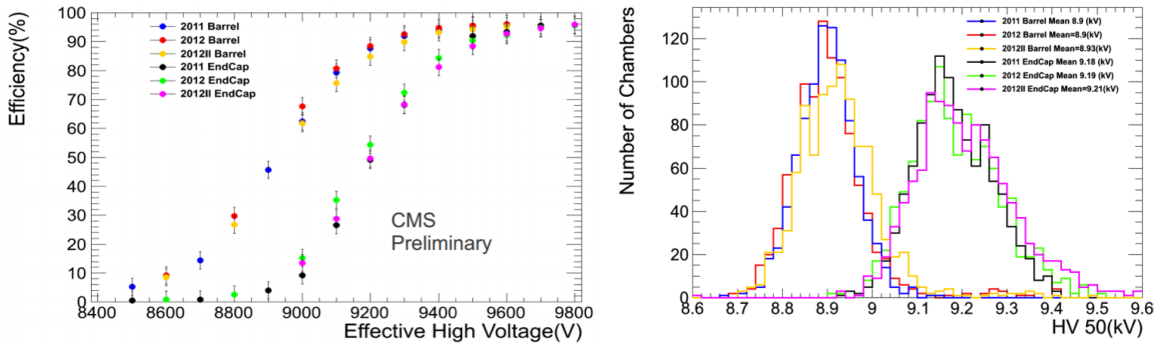 Efficiency(%)
100
90
80
70
60
50
40
30
20
10
0
2011 Barrel
2012 Barrel
2012II Barrel
2011 EndCap
2012 EndCap
2012II EndCap
CMS
Preliminary
8400 8600 8800 9000 9200 9400 9600 9800
Effective High Voltage(V)
Number of Chambers
120
100
80
60
40
20
0
2011 Barrel Mean 8.9 (kV)
2012 Barrel Mean=8.9(kV)
2012II Barrel Mean=8.93(kV)
2011 EndCap Mean 9.18 (kV)
2012 EndCap Mean 9.19 (kV)
2012II EndCap Mean=9.21(kV)
8.6 8.7 8.8 8.9 9 9.1 9.2 9.3 9.4 9.5 9.6
HV 50(kV)